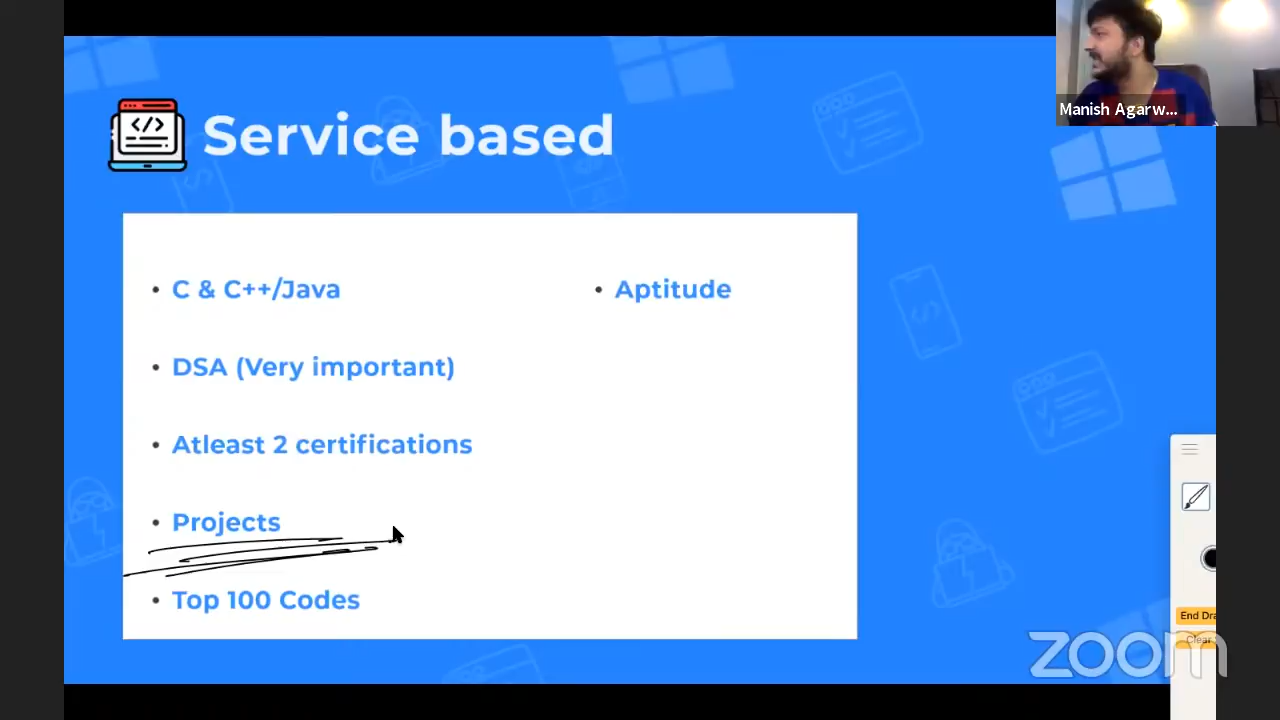 Manish Agarw...
</> Service based
• C & C++/Java
• Aptitude
• DSA (Very important)
• Atleast 2 certifications
• Projects
• Top 100 Codes
End Dra
Clear
zoom